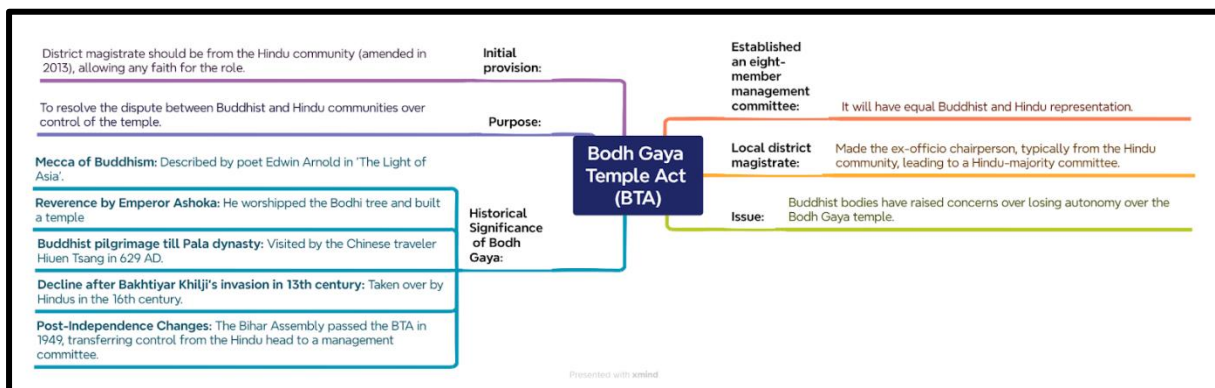 District magistrate should be from the Hindu community (amended in
2013), allowing any faith for the role.
Initial
provision:
To resolve the dispute between Buddhist and Hindu communities over
control of the temple.
Purpose:
Mecca of Buddhism: Described by poet Edwin Arnold in 'The Light of
Asia'.
Reverence by Emperor Ashoka: He worshipped the Bodhi tree and built
a temple
Buddhist pilgrimage till Pala dynasty: Visited by the Chinese traveler
Hiuen Tsang in 629 AD.
Decline after Bakhtiyar Khilji's invasion in 13th century: Taken over by
Hindus in the 16th century.
Post-Independence Changes: The Bihar Assembly passed the BTA in
1949, transferring control from the Hindu head to a management
committee.
Historical
Significance
of Bodh
Gaya:
Bodh Gaya
Temple Act
(BTA)
Established
an eight-
member
management
committee:
It will have equal Buddhist and Hindu representation.
Local district
magistrate:
Made the ex-officio chairperson, typically from the Hindu
community, leading to a Hindu-majority committee.
Issue:
Buddhist bodies have raised concerns over losing autonomy over the
Bodh Gaya temple.
Presented with xmind